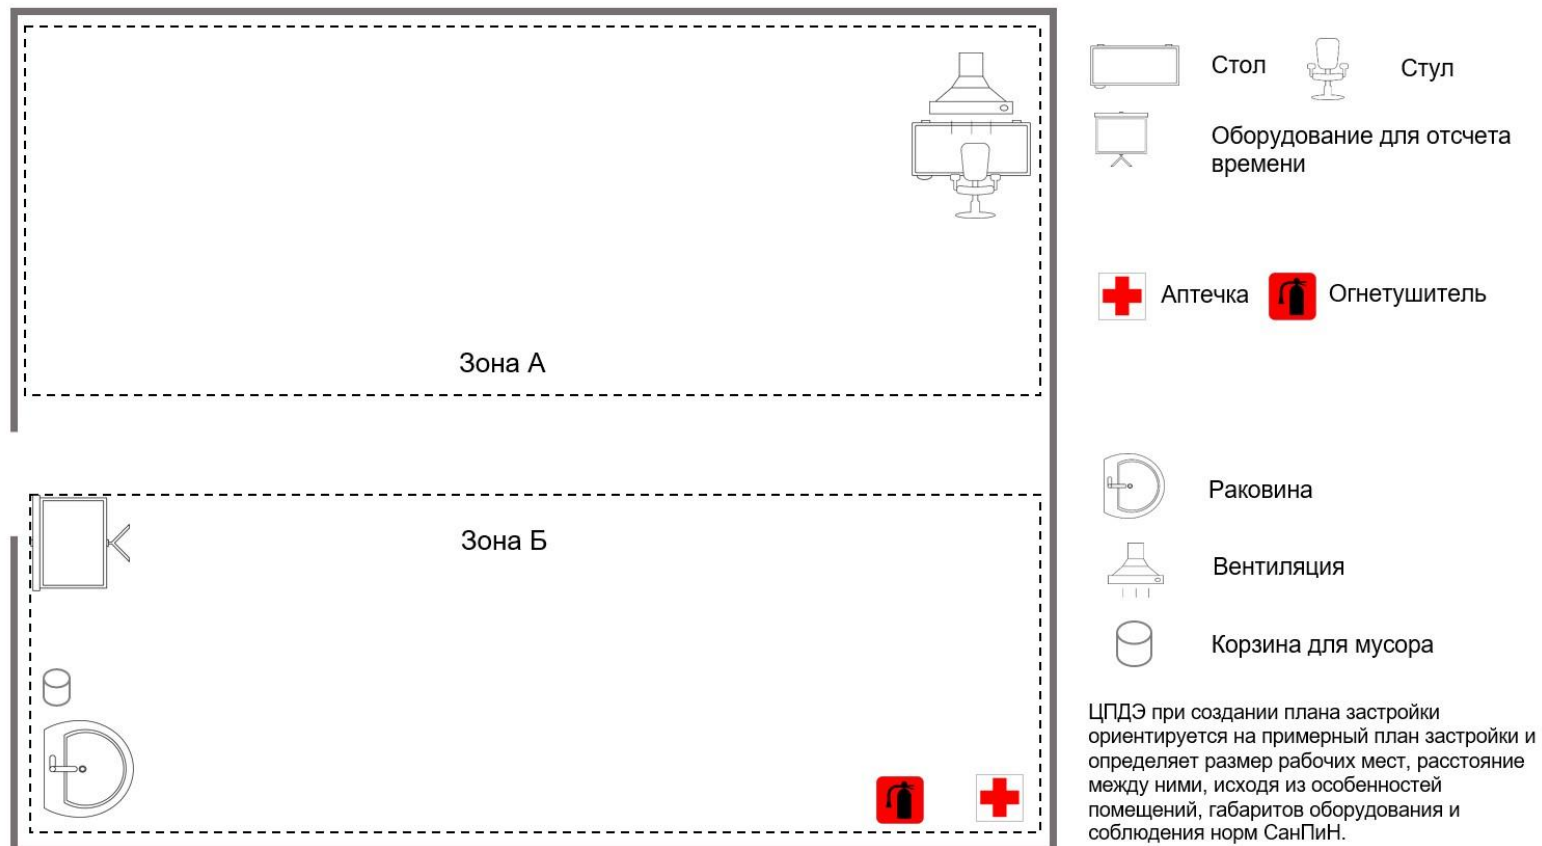 Стол
Стул
Оборудование для отсчета
времени
Аптечка
Огнетушитель
Зона А
Зона Б
Раковина
Вентиляция
Корзина для мусора
ЦПДЭ при создании плана застройки
ориентируется на примерный план застройки и
определяет размер рабочих мест, расстояние
между ними, исходя из особенностей
помещений, габаритов оборудования и
соблюдения норм СанПиН.